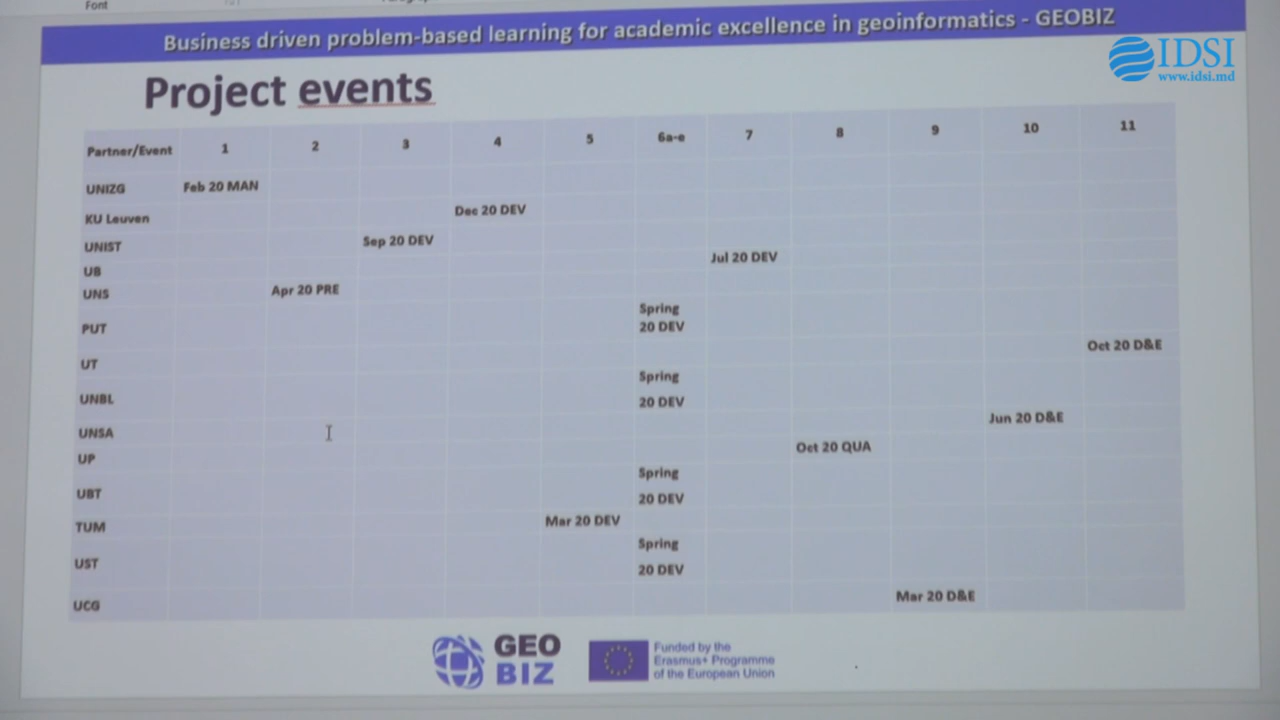 Font
Business driven problem-based learning for academic excellence in geoinformatics - GEOBIZ
IDSI
www.idsi.md
Project events
Partner/Event 1 2 3 4 5 6a-e 7 8 9 10 11
UNIZG Feb 20 MAN
KU Leuven Dec 20 DEV
UNIST Sep 20 DEV
UB Jul 20 DEV
UNS Apr 20 PRE
PUT Spring
20 DEV
UT Oct 20 D&E
UNBL Spring
20 DEV
UNSA Jun 20 D&E
UP Oct 20 QUA
UBT Spring
20 DEV
TUM Mar 20 DEV
UST Spring
20 DEV
UCG Mar 20 D&E
GEO
BIZ
Funded by the
Erasmus+ Programme
of the European Union